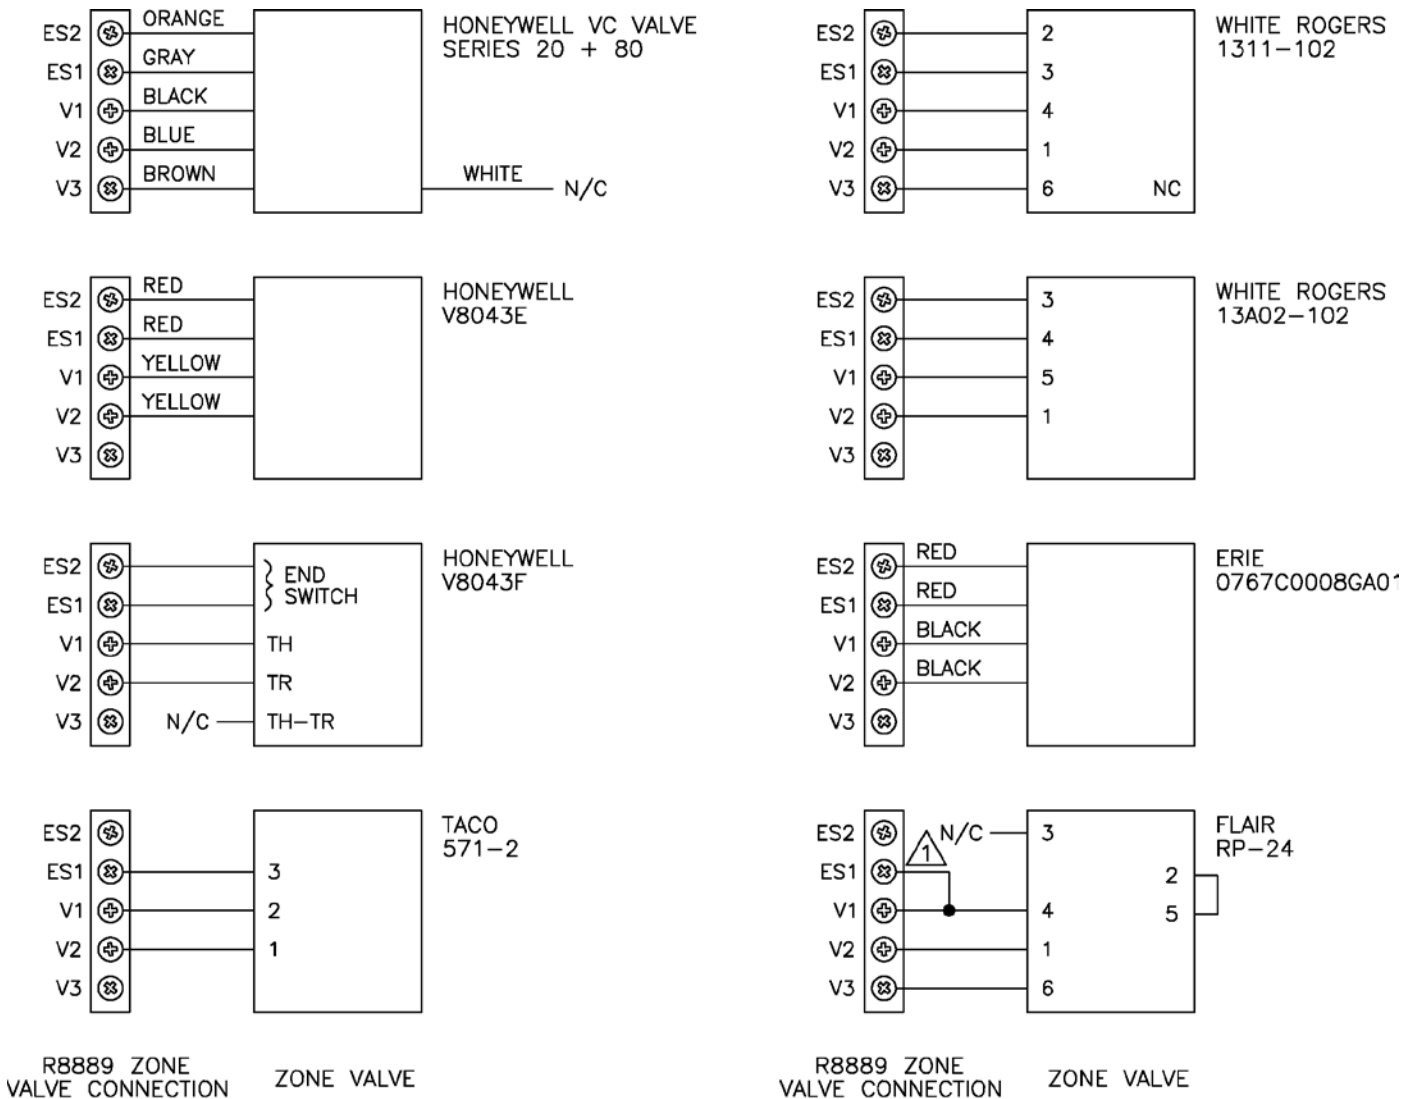 ES2 ORANGE
ES1 GRAY
V1 BLACK
V2 BLUE
V3 BROWN
WHITE N/C
HONEYWELL VC VALVE
SERIES 20 + 80
ES2 2
ES1 3
V1 4
V2 1
V3 6 NC
WHITE ROGERS
1311-102
ES2 RED
ES1 RED
V1 YELLOW
V2 YELLOW
V3
HONEYWELL
V8043E
ES2 3
ES1 4
V1 5
V2 1
V3
WHITE ROGERS
13A02-102
ES2
ES1
END
SWITCH
V1 TH
V2 TR
V3 N/C TH-TR
HONEYWELL
V8043F
ES2 RED
ES1 RED
V1 BLACK
V2 BLACK
V3
ERIE
0767C0008GA01
ES2
ES1 3
V1 2
V2 1
V3
TACO
571-2
ES2 N/C 3
ES1 1
V1 4
V2 1
V3 6
2
5
FLAIR
RP-24
R8889 ZONE
VALVE CONNECTION
ZONE VALVE
R8889 ZONE
VALVE CONNECTION
ZONE VALVE